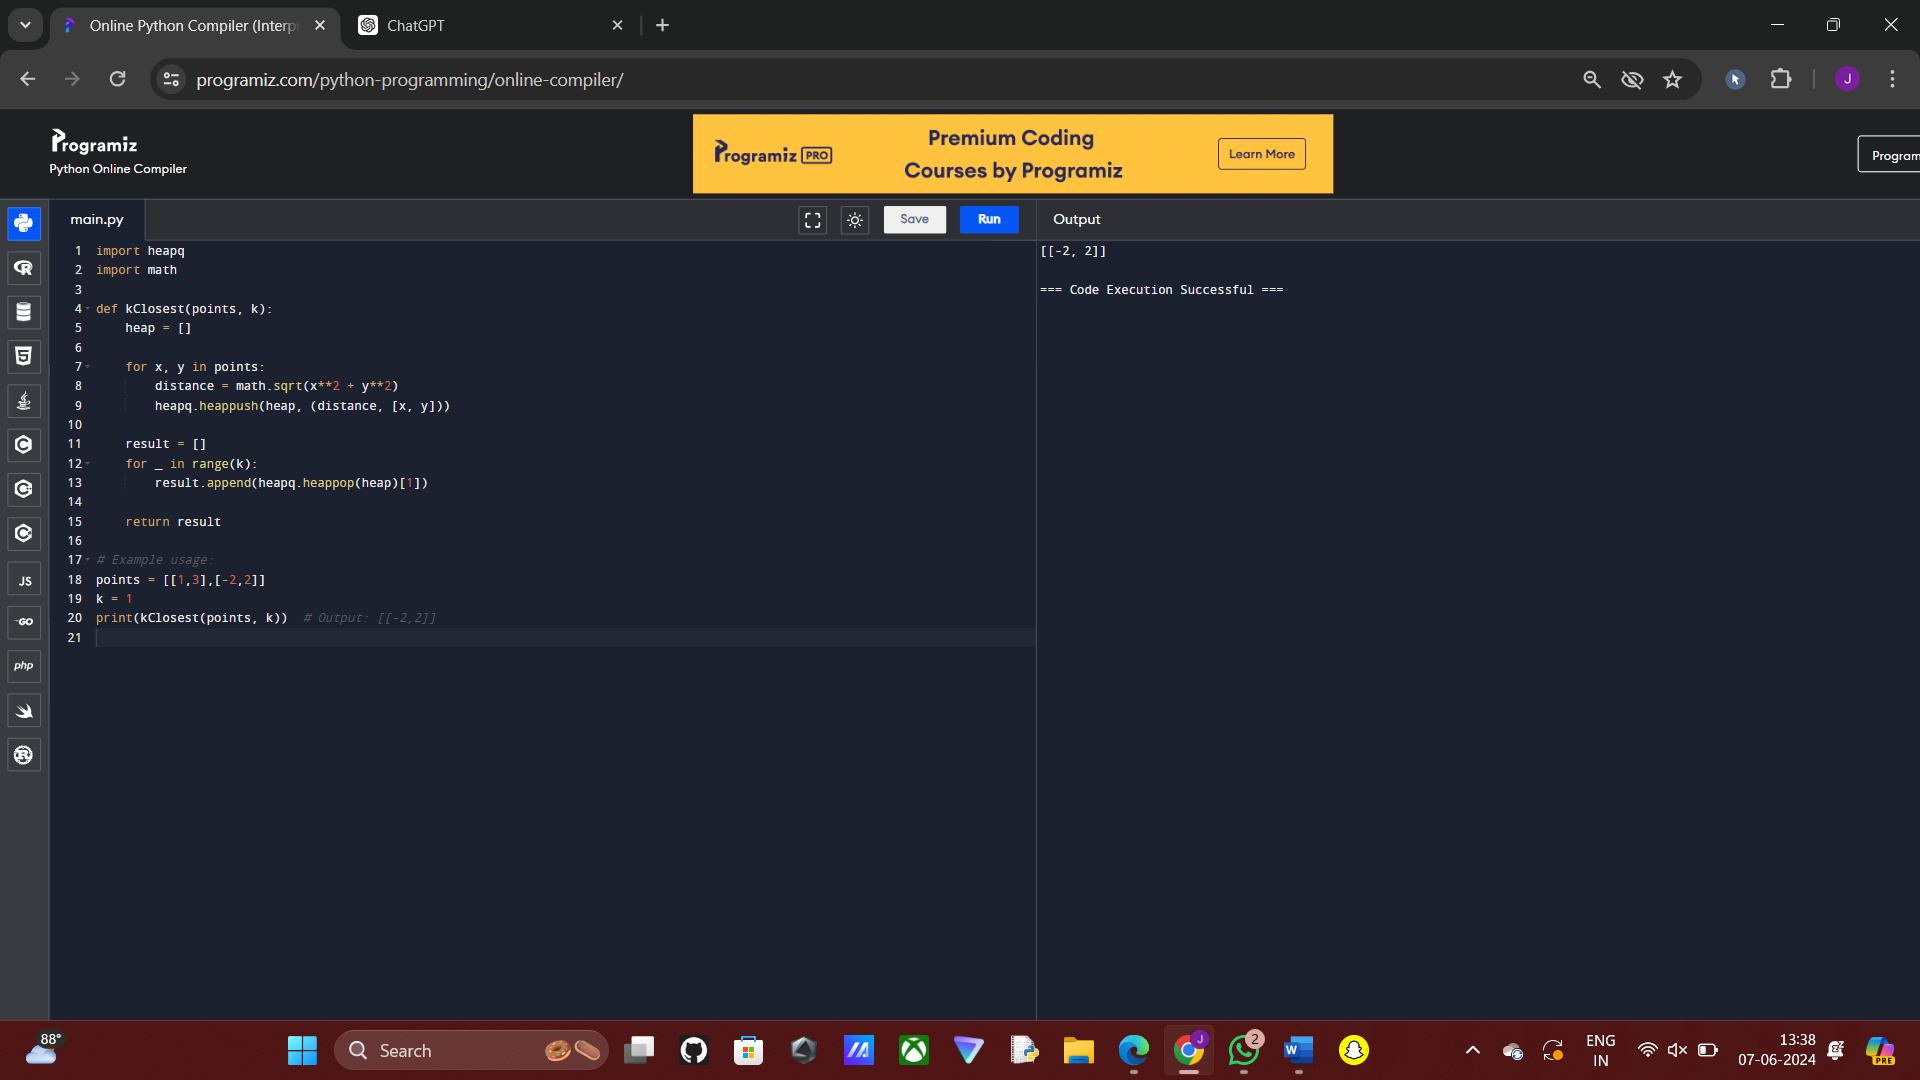 Online Python Compiler (Interp
ChatGPT
programiz.com/python-programming/online-compiler/
J
Programiz
Python Online Compiler
Programiz PRO
Premium Coding
Courses by Programiz
Learn More
Program
main.py
Save
Run
Output
1 import heapq
2 import math
3
4 def kClosest(points, k):
5     heap = []
6
7     for x, y in points:
8         distance = math.sqrt(x**2 + y**2)
9         heapq.heappush(heap, (distance, [x, y]))
10
11     result = []
12     for _ in range(k):
13         result.append(heapq.heappop(heap)[1])
14
15     return result
16
17 # Example usage:
18 points = [[1,3],[-2,2]]
19 k = 1
20 print(kClosest(points, k))  # Output: [[-2,2]]
21
[[-2, 2]]
=== Code Execution Successful ===
R
5
C
C
C
JS
GO
php
R
88°
Search
J
2
W
ENG
IN
13:38
07-06-2024
PRE